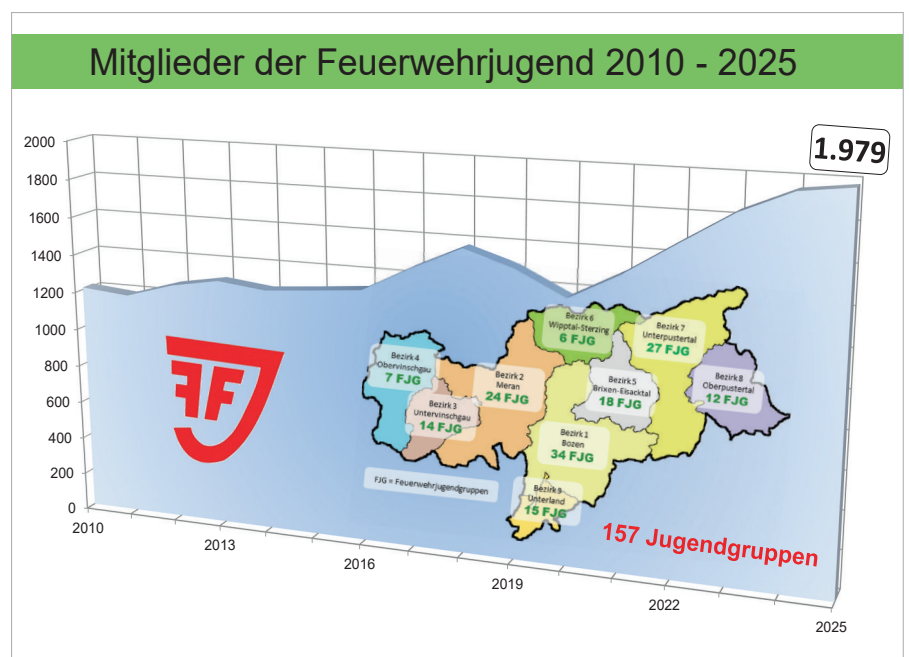 Mitglieder der Feuerwehrjugend 2010 - 2025
1.979
2000
1800
1600
1400
1200
1000
800
600
400
200
0
Bezirk 6
Wipptal-Sterzing
6 FJG
Bezirk 7
Unterpustertal
27 FJG
Bezirk 4
Obervinschgau
7 FJG
Bezirk 2
Meran
24 FJG
Bezirk 5
Brixen-Eisacktal
18 FJG
Bezirk 8
Oberpustertal
12 FJG
Bezirk 3
Untervinschgau
14 FJG
Bezirk 1
Bozen
34 FJG
FJG = Feuerwehrjugendgruppen
Bezirk 9
Unterland
15 FJG
157 Jugendgruppen
2010
2013
2016
2019
2022
2025